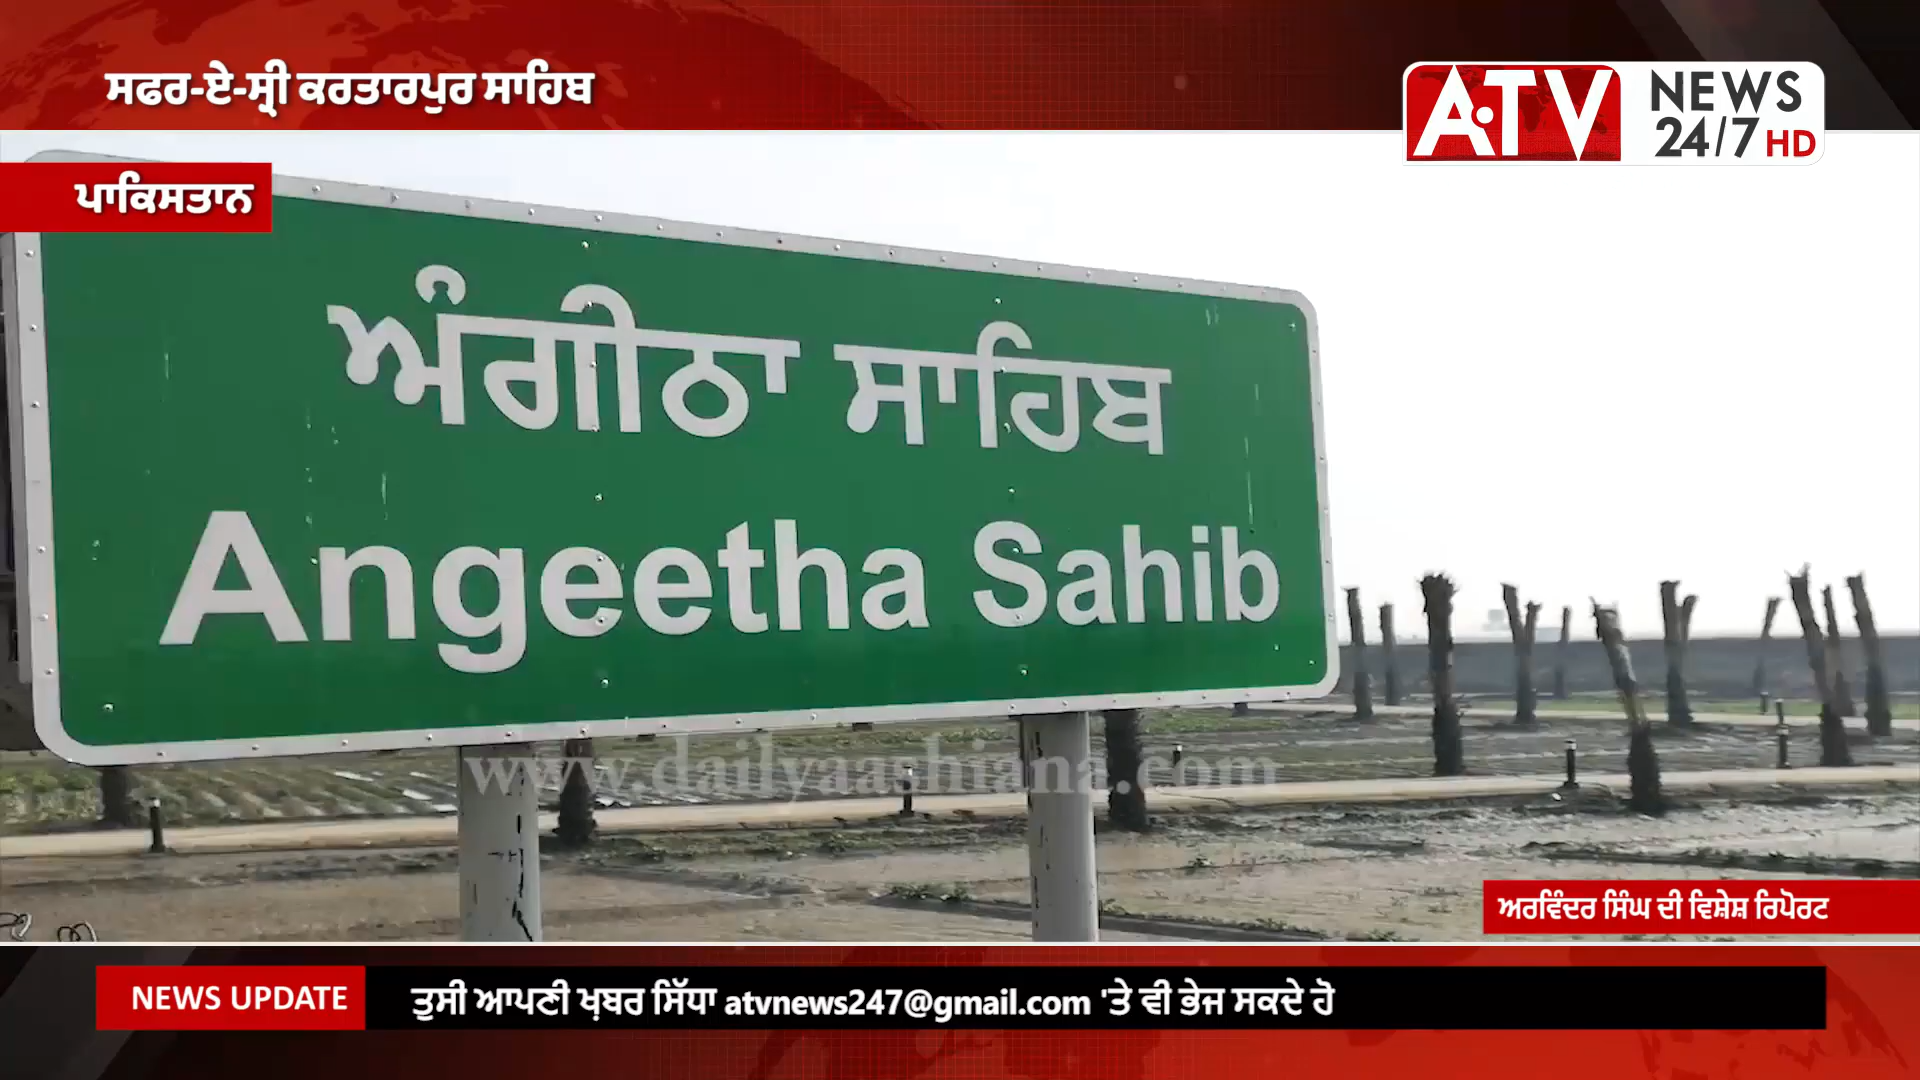 ਸਫਰ-ਏ-ਸ੍ਰੀ ਕਰਤਾਰਪੁਰ ਸਾਹਿਬ
ATV NEWS 24/7 HD
ਪਾਕਿਸਤਾਨ
ਅੰਗੀਠਾ ਸਾਹਿਬ
Angeetha Sahib
www.dailyaashiana.com
ਅਰਵਿੰਦਰ ਸਿੰਘ ਦੀ ਵਿਸ਼ੇਸ਼ ਰਿਪੋਰਟ
NEWS UPDATE
ਤੁਸੀ ਆਪਣੀ ਖ਼ਬਰ ਸਿੱਧਾ atvnews247@gmail.com 'ਤੇ ਵੀ ਭੇਜ ਸਕਦੇ ਹੋ